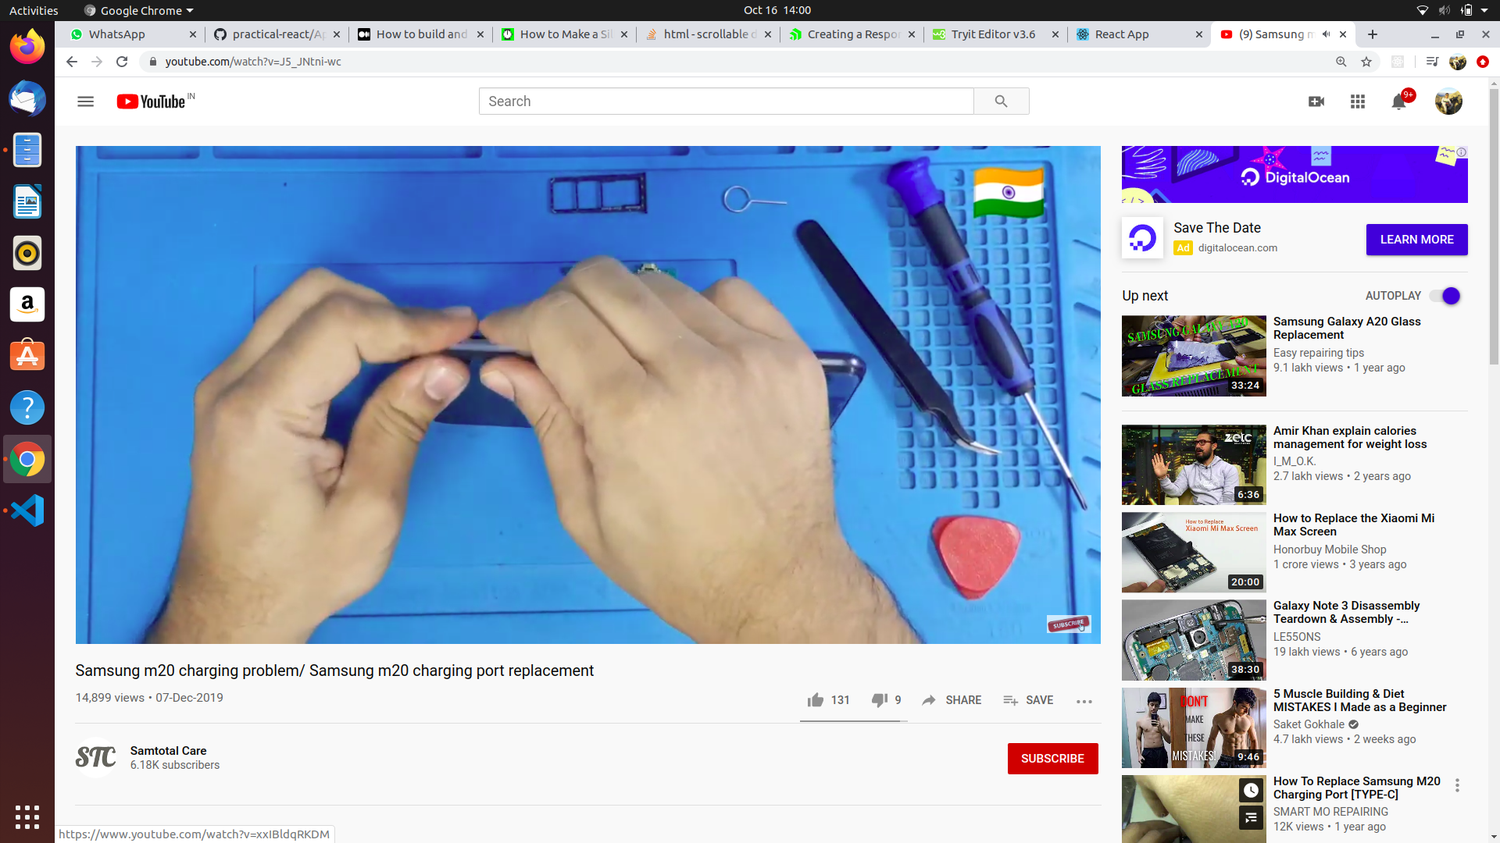 Activities
Google Chrome
Oct 16 14:00
WhatsApp
practical-react/Ap
How to build and
How to Make a Sl
html - scrollable d
Creating a Respor
Tryit Editor v3.6
React App
(9) Samsung m
youtube.com/watch?v=J5_JNtni-wc
YouTube IN
Search
9+
DigitalOcean
Save The Date
Ad digitalocean.com
LEARN MORE
Up next
AUTOPLAY
SAMSUNG GALAXY
GLASS REPLACEMENT
33:24
Samsung Galaxy A20 Glass
Replacement
Easy repairing tips
9.1 lakh views • 1 year ago
6:36
Amir Khan explain calories
management for weight loss
I_M_O.K.
2.7 lakh views • 2 years ago
How to Replace
Xiaomi Mi Max Screen
20:00
How to Replace the Xiaomi Mi
Max Screen
Honorbuy Mobile Shop
1 crore views • 3 years ago
38:30
Galaxy Note 3 Disassembly
Teardown & Assembly -...
LE55ONS
19 lakh views • 6 years ago
DON'T
MAKE
THESE
MISTAKES!
9:46
5 Muscle Building & Diet
MISTAKES I Made as a Beginner
Saket Gokhale
4.7 lakh views • 2 weeks ago
How To Replace Samsung M20
Charging Port [TYPE-C]
SMART MO REPAIRING
12K views • 1 year ago
SUBSCRIBE
Samsung m20 charging problem/ Samsung m20 charging port replacement
14,899 views • 07-Dec-2019
131
9
SHARE
SAVE
STC
Samtotal Care
6.18K subscribers
SUBSCRIBE
https://www.youtube.com/watch?v=xxIBldqRKDM